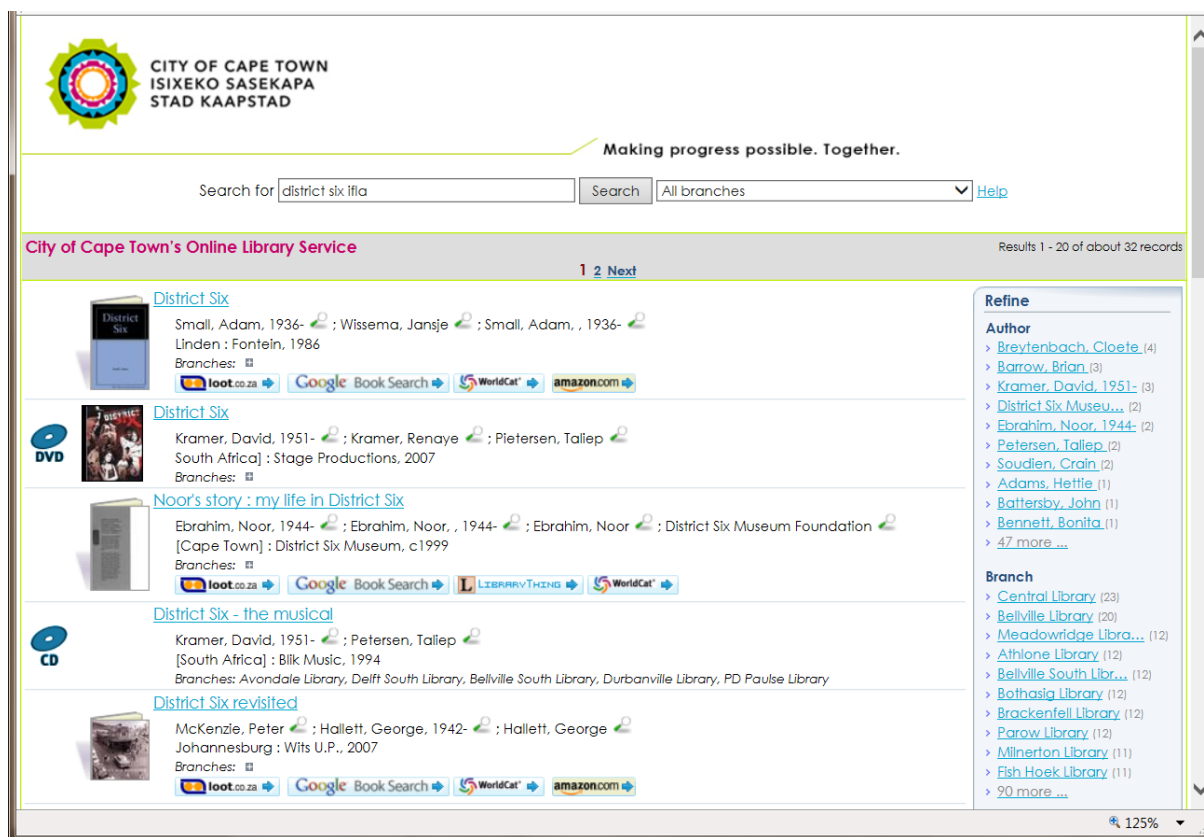 CITY OF CAPE TOWN
ISIXEKO SASEKAPA
STAD KAAPSTAD
Making progress possible. Together.
Search for district six ifla Search All branches Help
City of Cape Town's Online Library Service Results 1 - 20 of about 32 records
1 2 Next
District Six
District Six
Small, Adam, 1936- ; Wissema, Jansje ; Small, Adam, , 1936-
Linden : Fontein, 1986
Branches:
loot.co.za Google Book Search WorldCat amazon.com
District Six
DVD
DISTRICT
Kramer, David, 1951- ; Kramer, Renaye ; Pietersen, Taliep
South Africa] : Stage Productions, 2007
Branches:
Noor's story : my life in District Six
Ebrahim, Noor, 1944- ; Ebrahim, Noor, , 1944- ; Ebrahim, Noor ; District Six Museum Foundation
[Cape Town] : District Six Museum, c1999
Branches:
loot.co.za Google Book Search L LIBRARYTHING WorldCat
District Six - the musical
CD
Kramer, David, 1951- ; Petersen, Taliep
[South Africa] : Blik Music, 1994
Branches: Avondale Library, Delft South Library, Bellville South Library, Durbanville Library, PD Paulse Library
District Six revisited
McKenzie, Peter ; Hallett, George, 1942- ; Hallett, George
Johannesburg : Wits U.P., 2007
Branches:
loot.co.za Google Book Search WorldCat amazon.com
Refine
Author
Breytenbach, Cloete (4)
Barrow, Brian (3)
Kramer, David, 1951- (3)
District Six Museu... (2)
Ebrahim, Noor, 1944- (2)
Petersen, Taliep (2)
Soudien, Crain (2)
Adams, Hettie (1)
Battersby, John (1)
Bennett, Bonita (1)
47 more ...
Branch
Central Library (23)
Bellville Library (20)
Meadowridge Libra... (12)
Athlone Library (12)
Bellville South Libr... (12)
Bothasig Library (12)
Brackenfell Library (12)
Parow Library (12)
Milnerton Library (11)
Fish Hoek Library (11)
90 more ...
125%